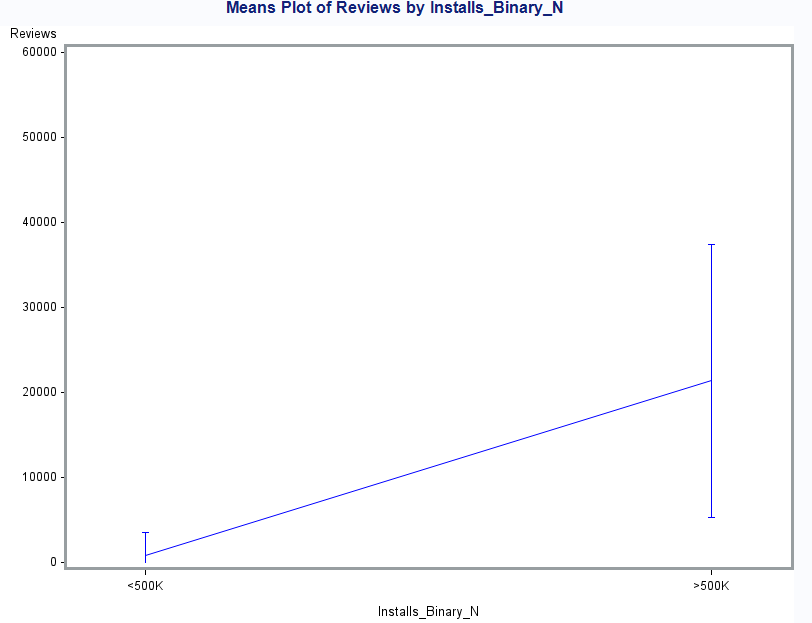 Means Plot of Reviews by Installs_Binary_N
Reviews
60000
50000
40000
30000
20000
10000
0
<500K >500K
Installs_Binary_N